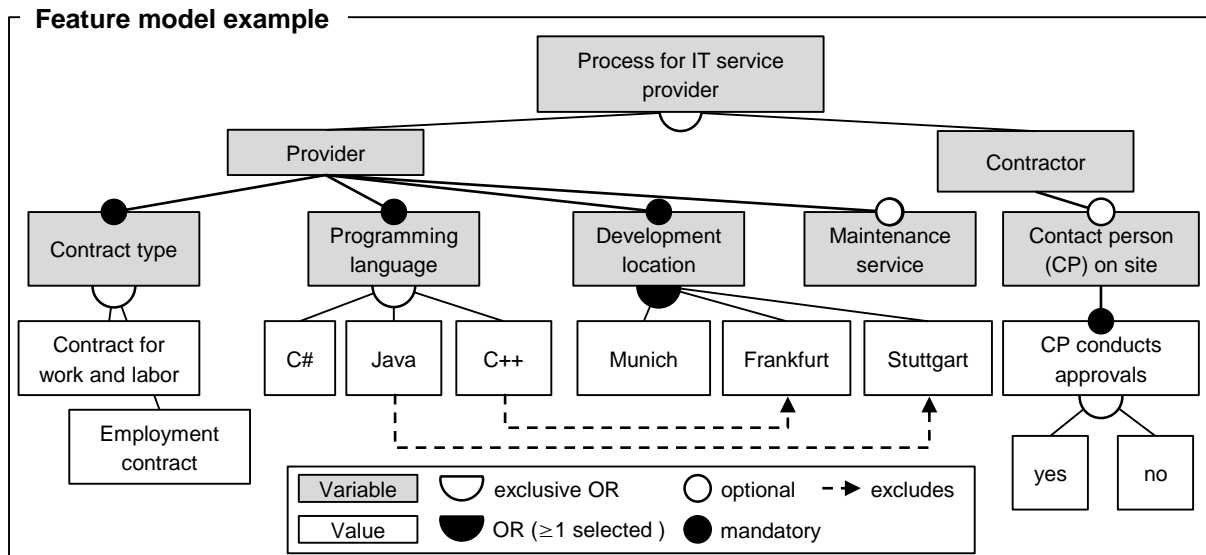 Feature model example
Process for IT service
provider
Provider
Contractor
Contract type
Programming
language
Development
location
Maintenance
service
Contact person
(CP) on site
Contract for
work and labor
Employment
contract
C#
Java
C++
Munich
Frankfurt
Stuttgart
CP conducts
approvals
yes
no
Variable
exclusive OR
optional
excludes
Value
OR (≥1 selected )
mandatory